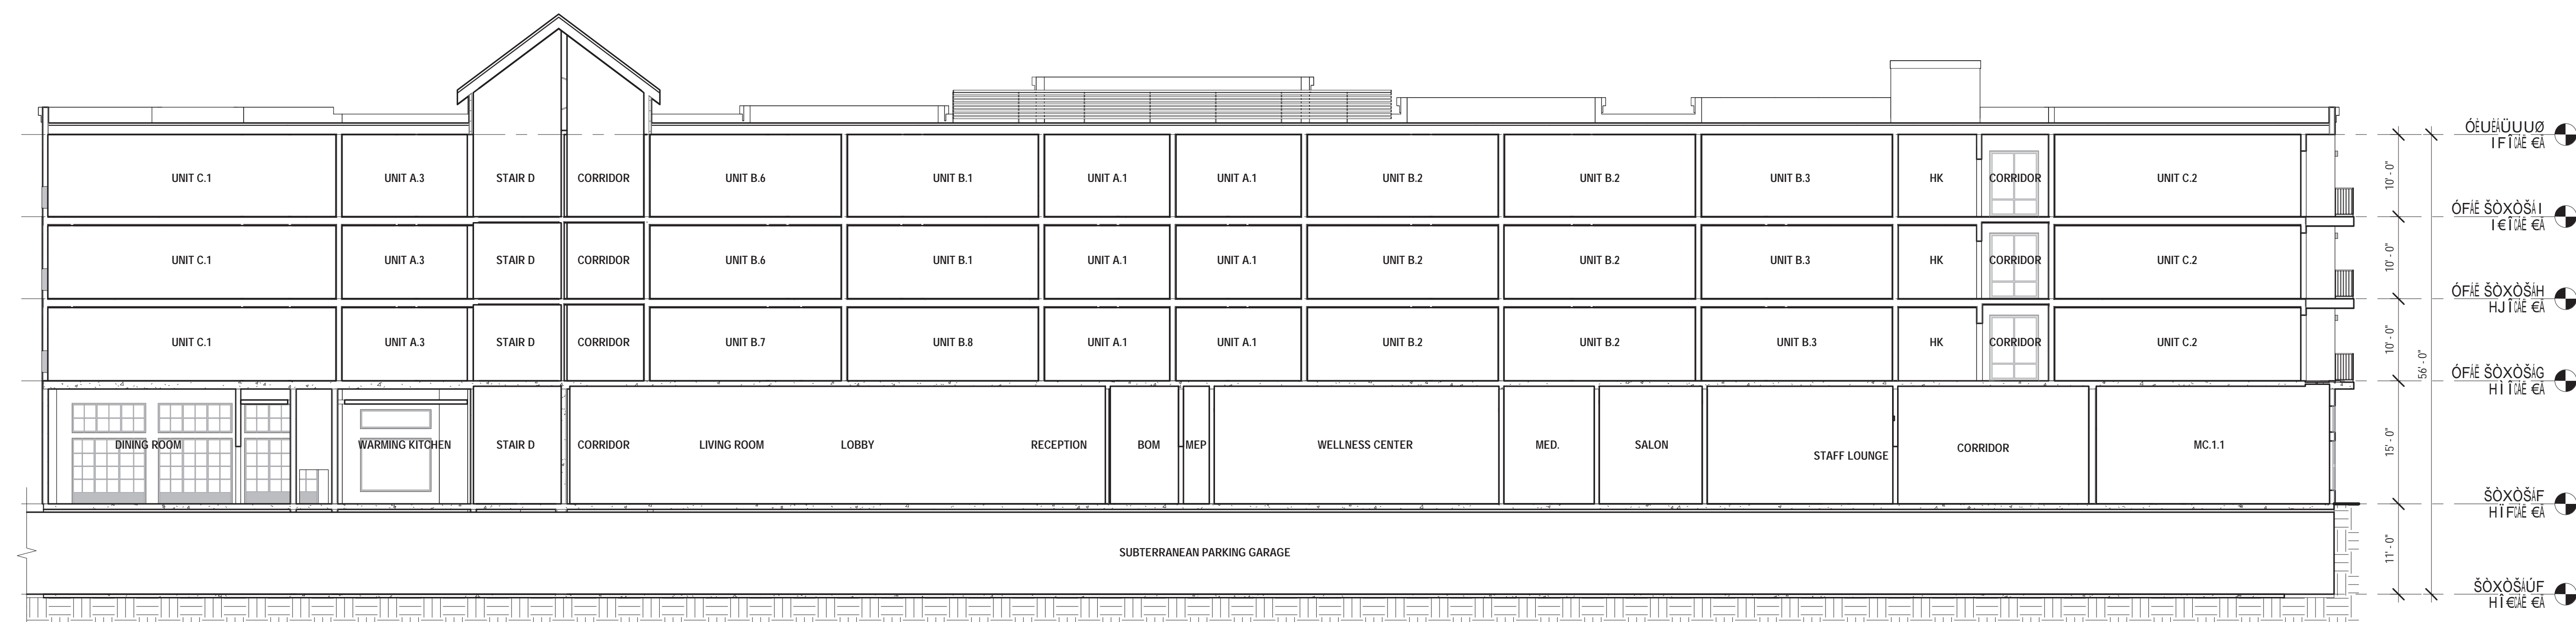 UNIT C.1 UNIT A.3 STAIR D CORRIDOR UNIT B.6 UNIT B.1 UNIT A.1 UNIT A.1 UNIT B.2 UNIT B.2 UNIT B.3 HK CORRIDOR UNIT C.2
UNIT C.1 UNIT A.3 STAIR D CORRIDOR UNIT B.6 UNIT B.1 UNIT A.1 UNIT A.1 UNIT B.2 UNIT B.2 UNIT B.3 HK CORRIDOR UNIT C.2
UNIT C.1 UNIT A.3 STAIR D CORRIDOR UNIT B.7 UNIT B.8 UNIT A.1 UNIT A.1 UNIT B.2 UNIT B.2 UNIT B.3 HK CORRIDOR UNIT C.2
DINING ROOM WARMING KITCHEN STAIR D CORRIDOR LIVING ROOM LOBBY RECEPTION BOM MEP WELLNESS CENTER MED. SALON STAFF LOUNGE CORRIDOR MC.1.1
SUBTERRANEAN PARKING GARAGE
10' - 0"
10' - 0"
10' - 0"
15' - 0"
11' - 0"
56' - 0"